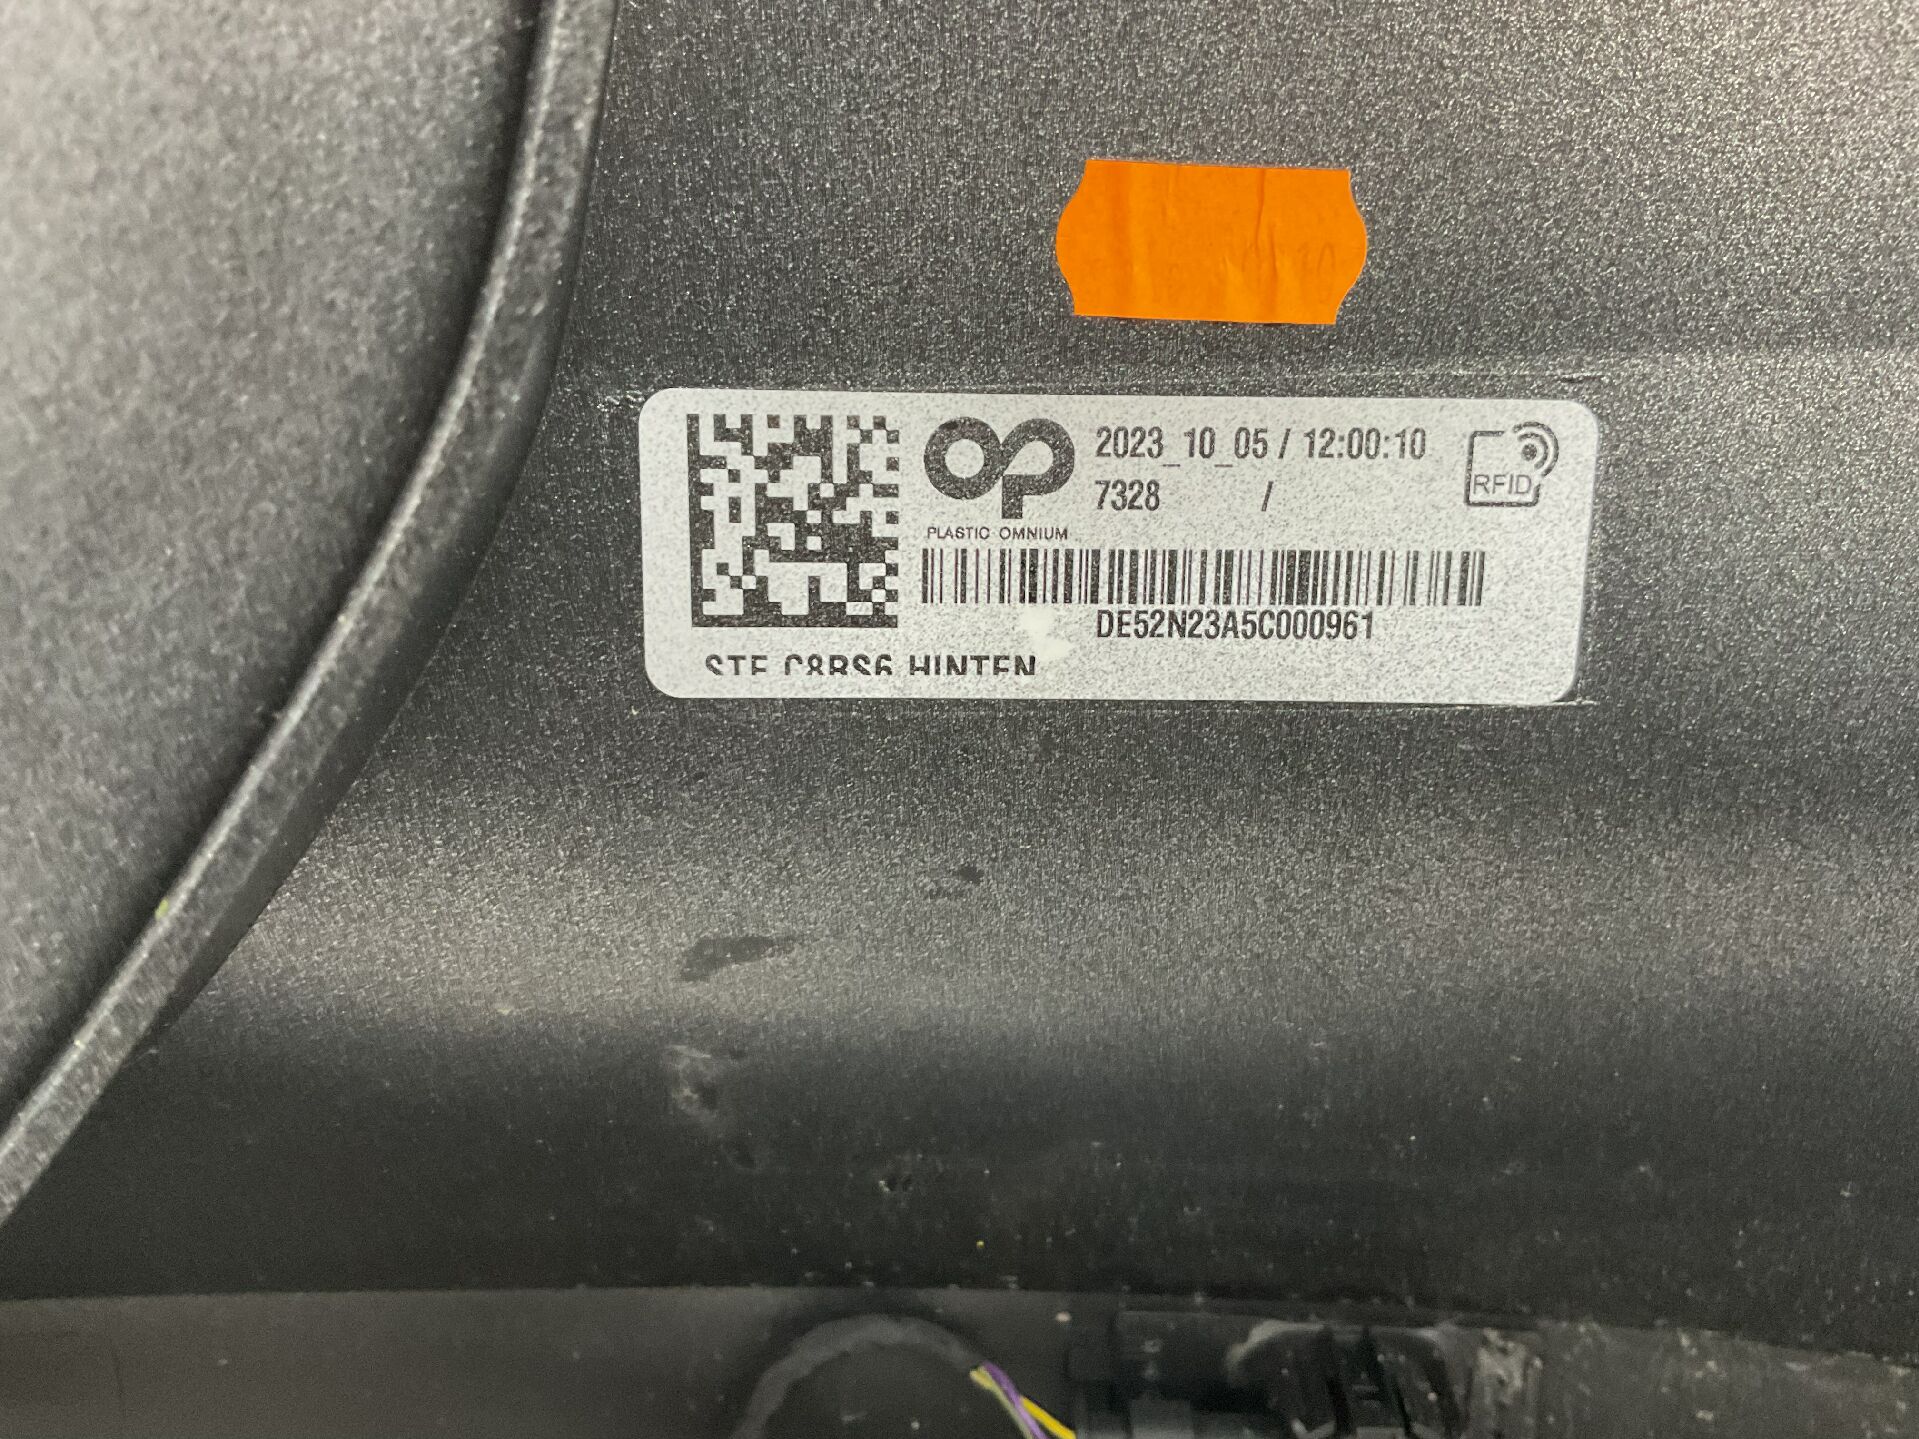 2023_10_05 / 12:00:10
7328 /
RFID
PLASTIC OMNIUM
DE52N23A5C000961
STF C8RS6 HINTEN